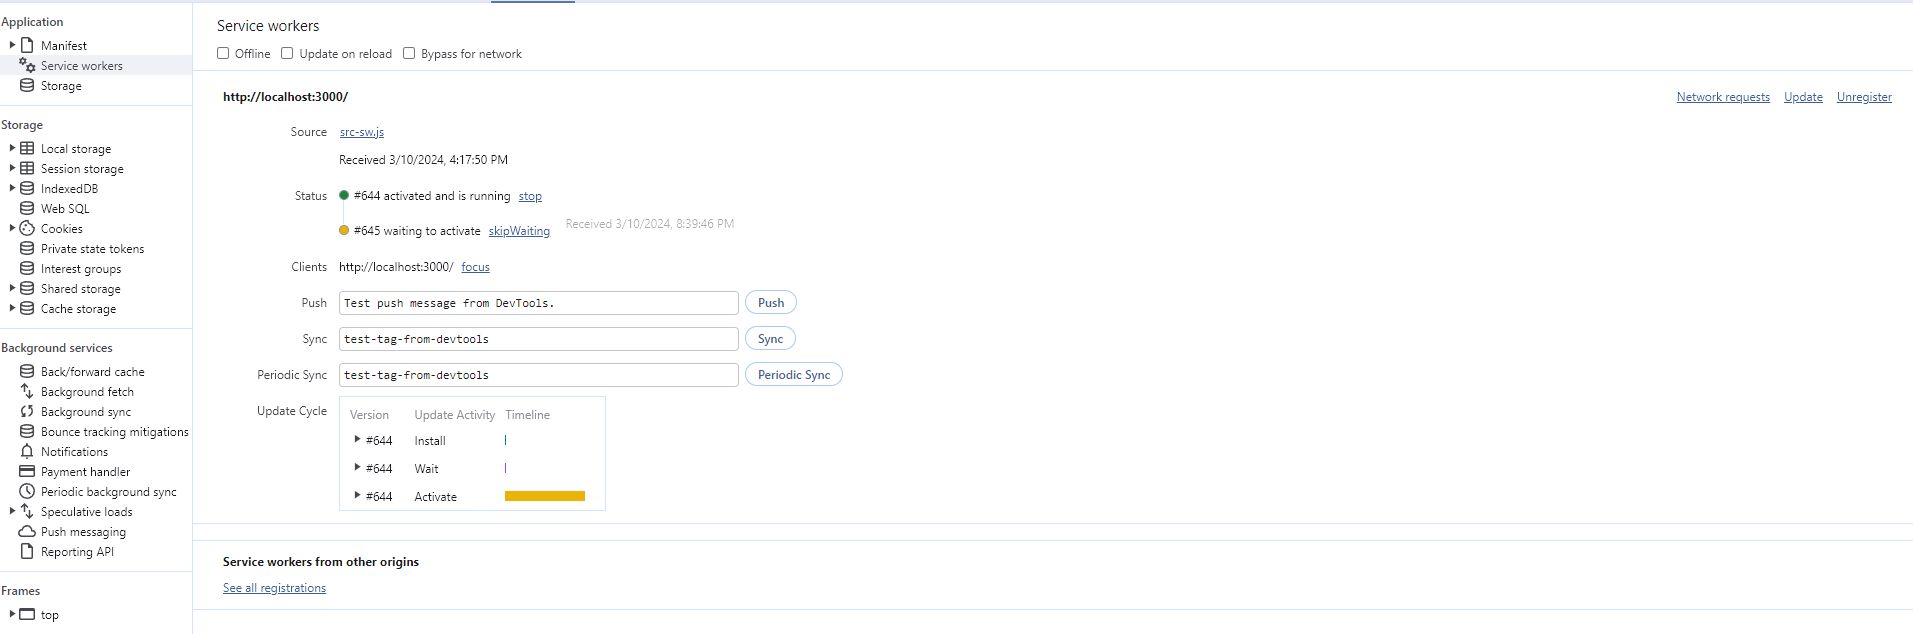 Application
Manifest
Service workers
Storage
Storage
Local storage
Session storage
IndexedDB
Web SQL
Cookies
Private state tokens
Interest groups
Shared storage
Cache storage
Background services
Back/forward cache
Background fetch
Background sync
Bounce tracking mitigations
Notifications
Payment handler
Periodic background sync
Speculative loads
Push messaging
Reporting API
Frames
top
Service workers
Offline Update on reload Bypass for network
http://localhost:3000/ Network requests Update Unregister
Source src-sw.js
Received 3/10/2024, 4:17:50 PM
Status #644 activated and is running stop
#645 waiting to activate skipWaiting Received 3/10/2024, 8:39:46 PM
Clients http://localhost:3000/ focus
Push Test push message from DevTools. Push
Sync test-tag-from-devtools Sync
Periodic Sync test-tag-from-devtools Periodic Sync
Update Cycle Version Update Activity Timeline
#644 Install
#644 Wait
#644 Activate
Service workers from other origins
See all registrations